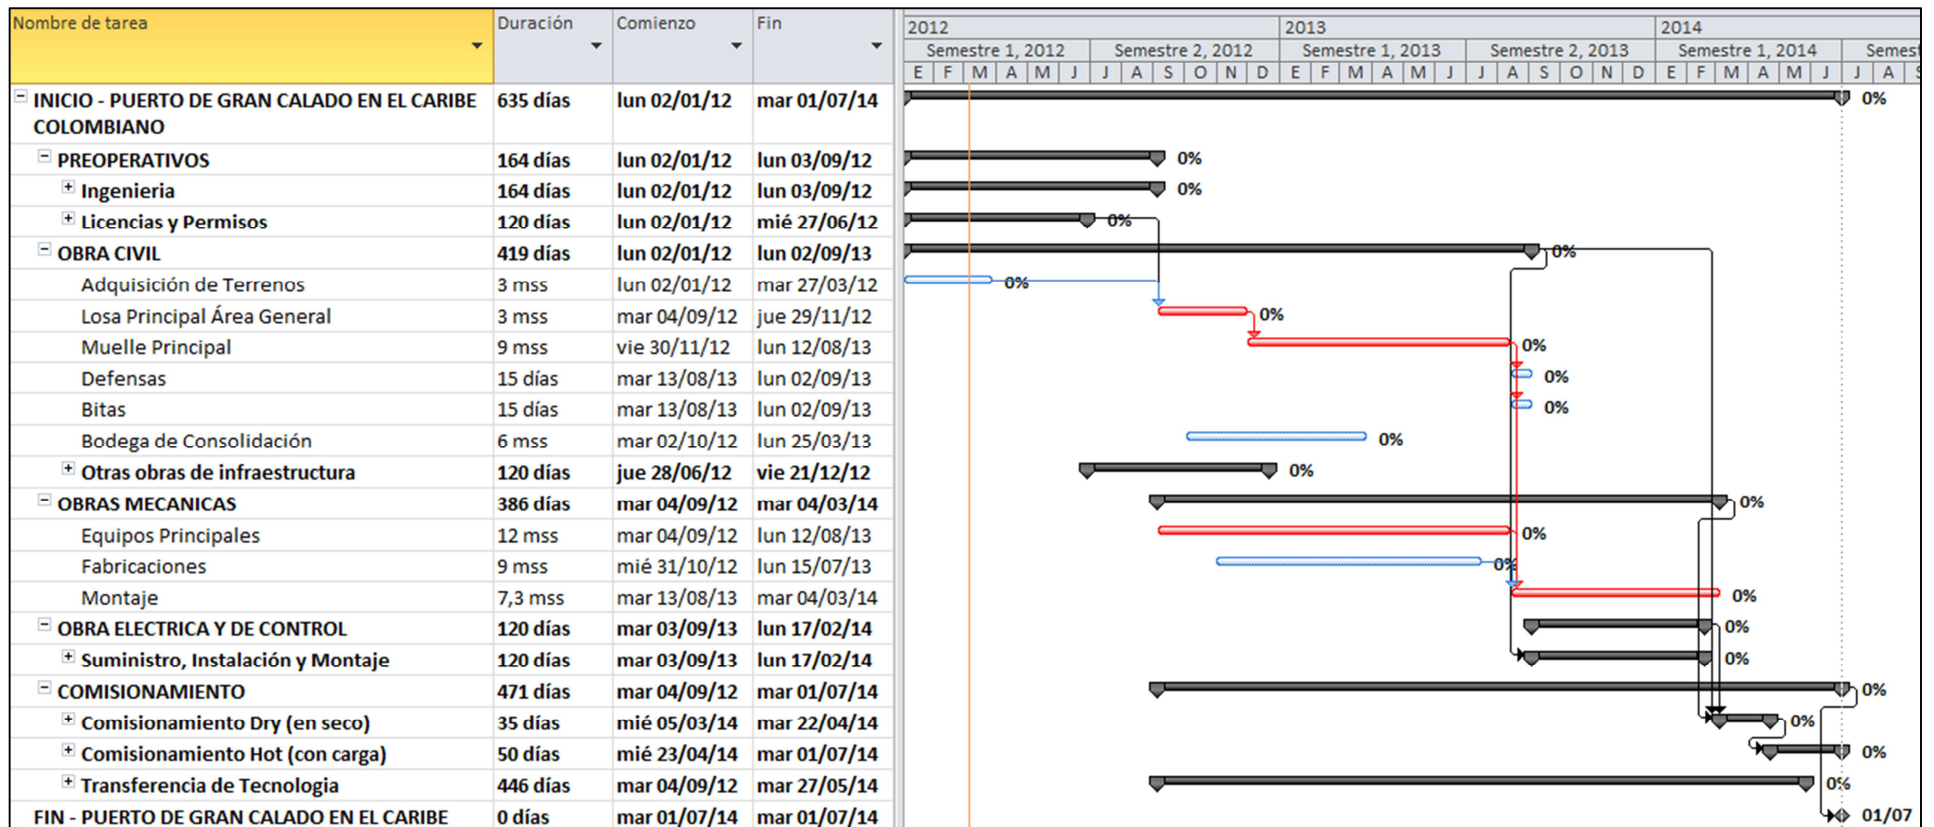 Nombre de tarea Duración Comienzo Fin 2012 2013 2014
Semestre 1, 2012 Semestre 2, 2012 Semestre 1, 2013 Semestre 2, 2013 Semestre 1, 2014 Semest
E F M A M J J A S O N D E F M A M J J A S O N D E F M A M J J A S
INICIO - PUERTO DE GRAN CALADO EN EL CARIBE 635 días lun 02/01/12 mar 01/07/14 0%
COLOMBIANO
PREOPERATIVOS 164 días lun 02/01/12 lun 03/09/12 0%
Ingenieria 164 días lun 02/01/12 lun 03/09/12 0%
Licencias y Permisos 120 días lun 02/01/12 mié 27/06/12 0%
OBRA CIVIL 419 días lun 02/01/12 lun 02/09/13 0%
Adquisición de Terrenos 3 mss lun 02/01/12 mar 27/03/12 0%
Losa Principal Área General 3 mss mar 04/09/12 jue 29/11/12 0%
Muelle Principal 9 mss vie 30/11/12 lun 12/08/13 0%
Defensas 15 días mar 13/08/13 lun 02/09/13 0%
Bitas 15 días mar 13/08/13 lun 02/09/13 0%
Bodega de Consolidación 6 mss mar 02/10/12 lun 25/03/13 0%
Otras obras de infraestructura 120 días jue 28/06/12 vie 21/12/12 0%
OBRAS MECANICAS 386 días mar 04/09/12 mar 04/03/14 0%
Equipos Principales 12 mss mar 04/09/12 lun 12/08/13 0%
Fabricaciones 9 mss mié 31/10/12 lun 15/07/13 0%
Montaje 7,3 mss mar 13/08/13 mar 04/03/14 0%
OBRA ELECTRICA Y DE CONTROL 120 días mar 03/09/13 lun 17/02/14 0%
Suministro, Instalación y Montaje 120 días mar 03/09/13 lun 17/02/14 0%
COMISIONAMIENTO 471 días mar 04/09/12 mar 01/07/14 0%
Comisionamiento Dry (en seco) 35 días mié 05/03/14 mar 22/04/14 0%
Comisionamiento Hot (con carga) 50 días mié 23/04/14 mar 01/07/14 0%
Transferencia de Tecnologia 446 días mar 04/09/12 mar 27/05/14 0%
FIN - PUERTO DE GRAN CALADO EN EL CARIBE 0 días mar 01/07/14 mar 01/07/14 01/07